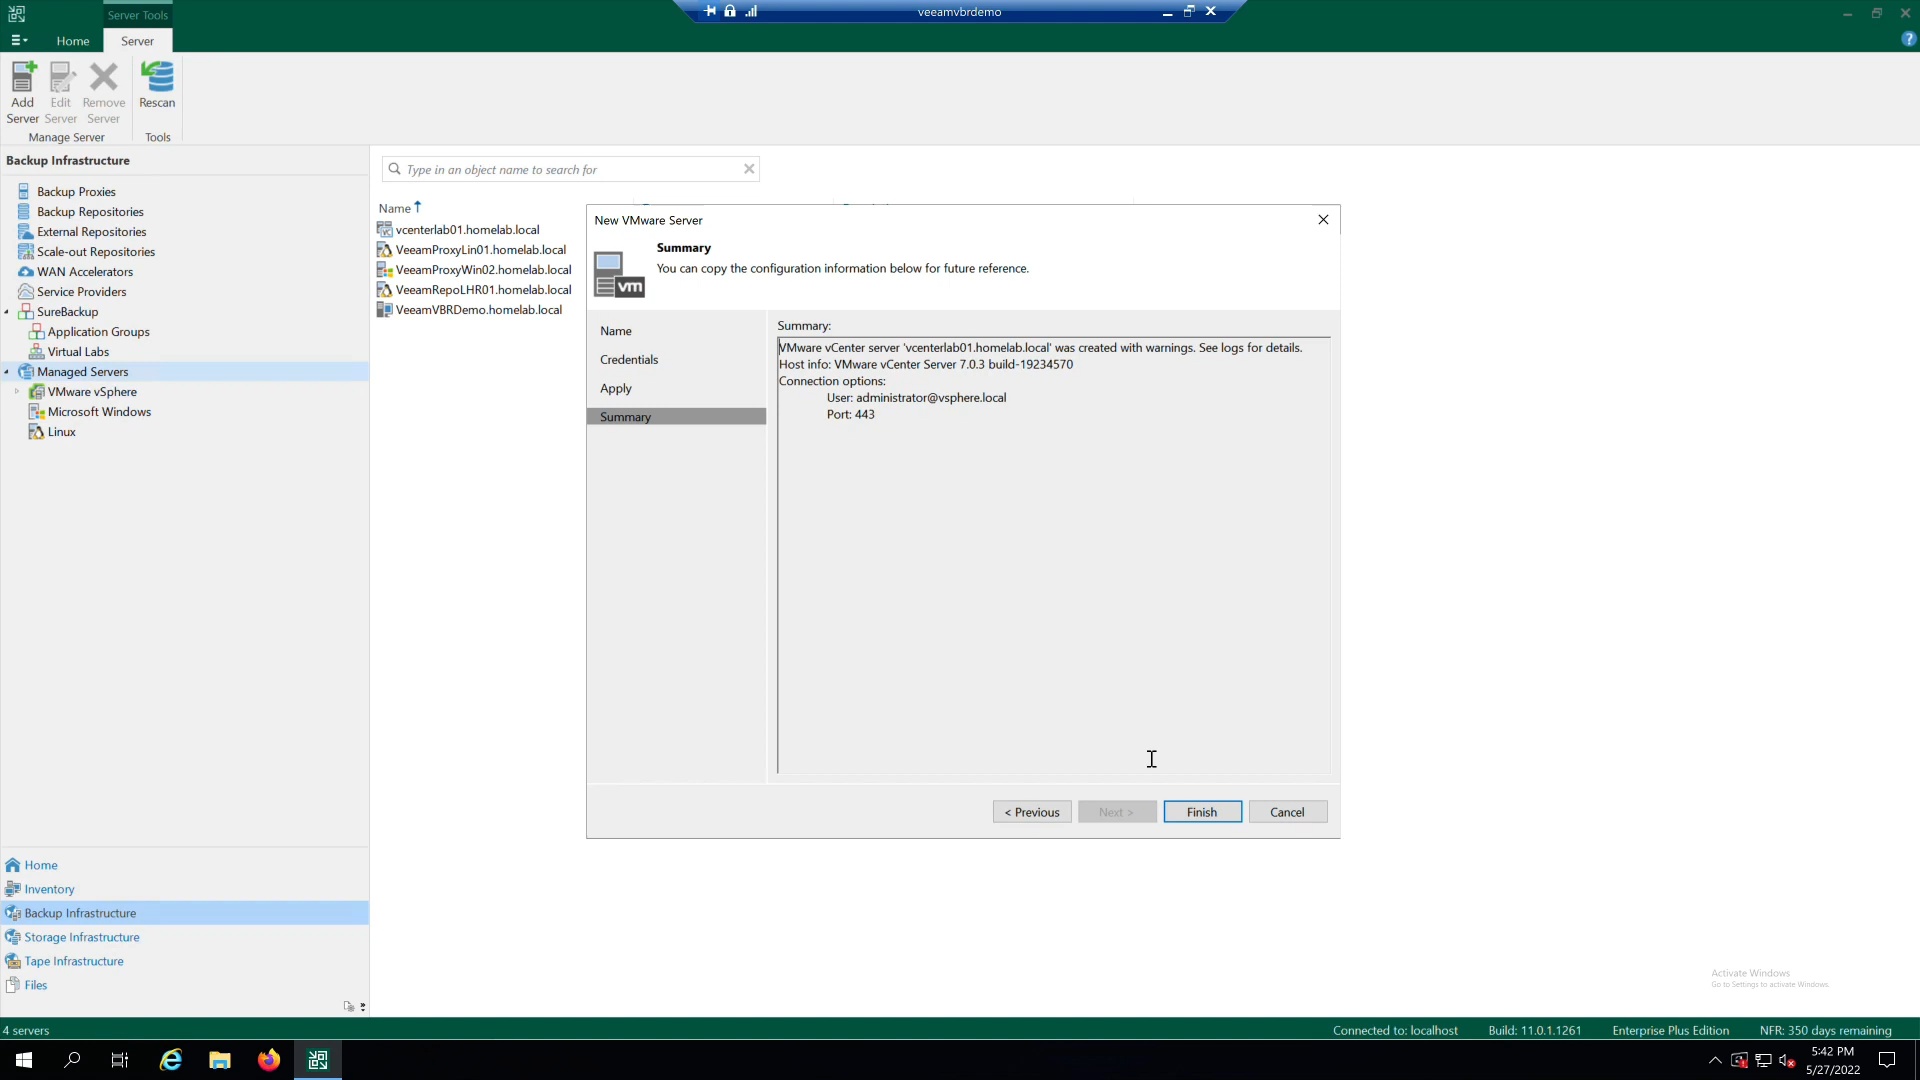 Server Tools
veeamvbrdemo
Home
Server
Add
Server
Edit
Server
Remove
Server
Rescan
Manage Server
Tools
Backup Infrastructure
Backup Proxies
Backup Repositories
External Repositories
Scale-out Repositories
WAN Accelerators
Service Providers
SureBackup
Application Groups
Virtual Labs
Managed Servers
VMware vSphere
Microsoft Windows
Linux
Type in an object name to search for
Name
vcenterlab01.homelab.local
VeeamProxyLin01.homelab.local
VeeamProxyWin02.homelab.local
VeeamRepoLHR01.homelab.local
VeeamVBRDemo.homelab.local
New VMware Server
vm
Summary
You can copy the configuration information below for future reference.
Name
Credentials
Apply
Summary
Summary:
VMware vCenter server 'vcenterlab01.homelab.local' was created with warnings. See logs for details.
Host info: VMware vCenter Server 7.0.3 build-19234570
Connection options:
User: administrator@vsphere.local
Port: 443
< Previous
Next >
Finish
Cancel
Home
Inventory
Backup Infrastructure
Storage Infrastructure
Tape Infrastructure
Files
Activate Windows
Go to Settings to activate Windows.
4 servers
Connected to: localhost
Build: 11.0.1.1261
Enterprise Plus Edition
NFR: 350 days remaining
5:42 PM
5/27/2022